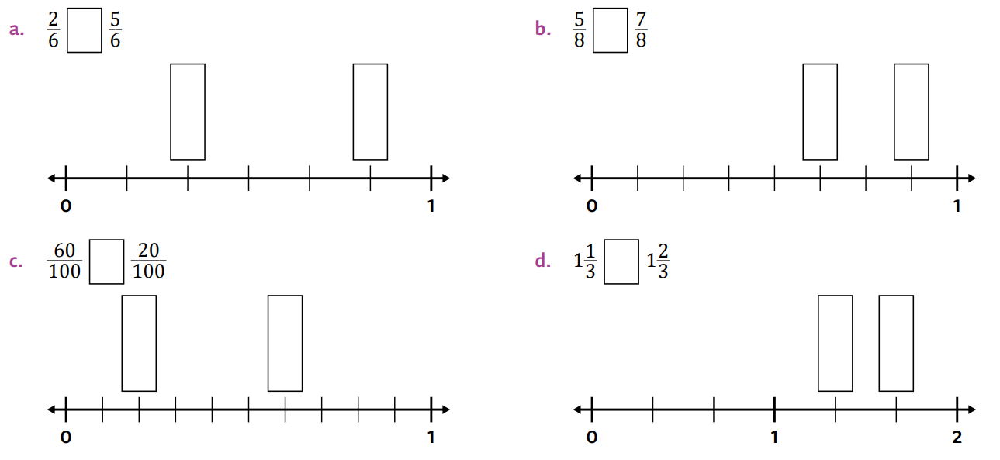 a. 2/6 □ 5/6
0 1
b. 5/8 □ 7/8
0 1
c. 60/100 □ 20/100
0 1
d. 1 1/3 □ 1 2/3
0 1 2